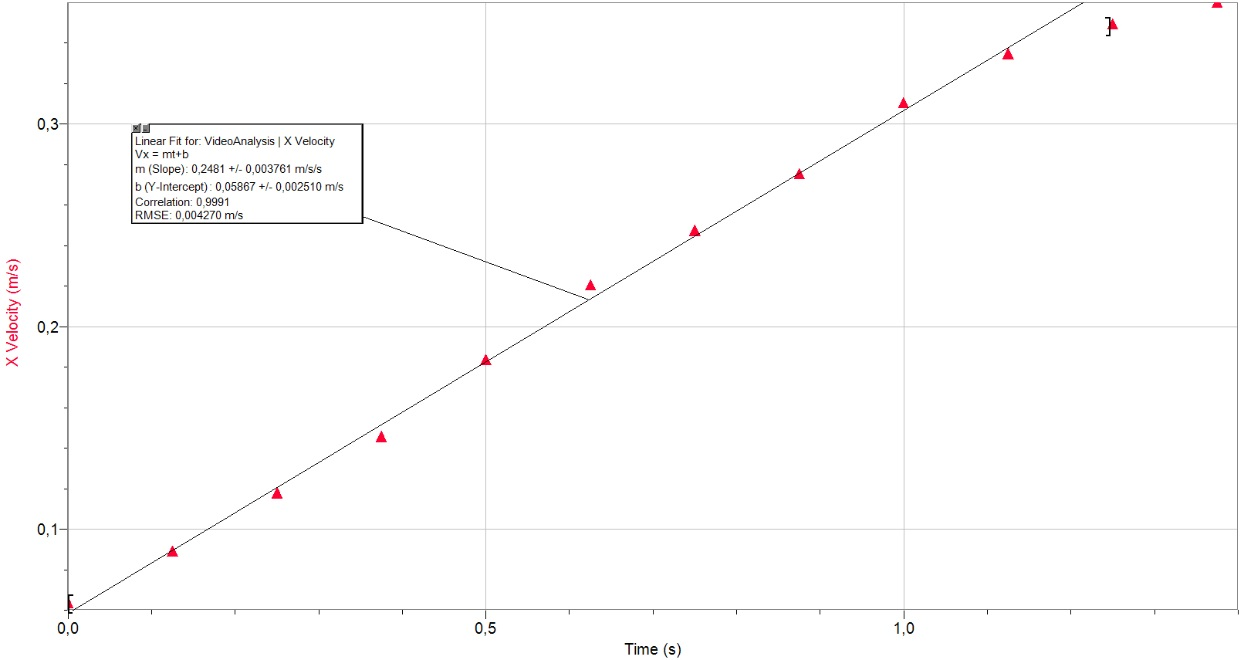 0,3
Linear Fit for: VideoAnalysis | X Velocity
Vx = mt+b
m (Slope): 0,2481 +/- 0,003761 m/s/s
b (Y-Intercept): 0,05867 +/- 0,002510 m/s
Correlation: 0,9991
RMSE: 0,004270 m/s
X Velocity (m/s)
0,2
0,1
0,0
0,5
1,0
Time (s)